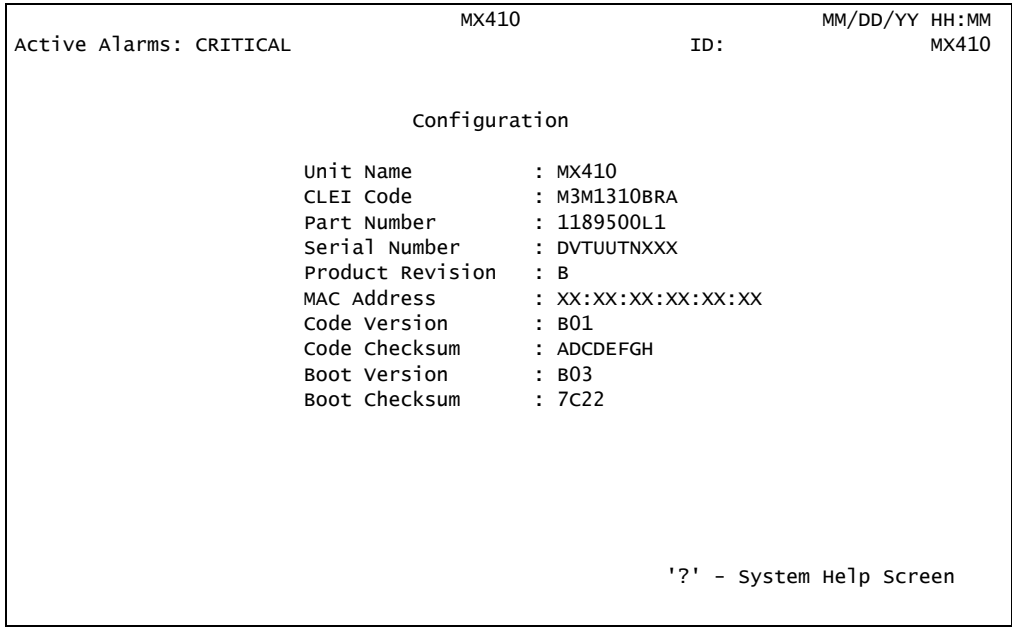 MX410 MM/DD/YY HH:MM
Active Alarms: CRITICAL ID: MX410
Configuration
Unit Name : MX410
CLEI Code : M3M1310BRA
Part Number : 1189500L1
Serial Number : DVTUUTNXXX
Product Revision : B
MAC Address : XX:XX:XX:XX:XX:XX
Code Version : B01
Code Checksum : ADCDEFGH
Boot Version : B03
Boot Checksum : 7C22
'?' - System Help Screen